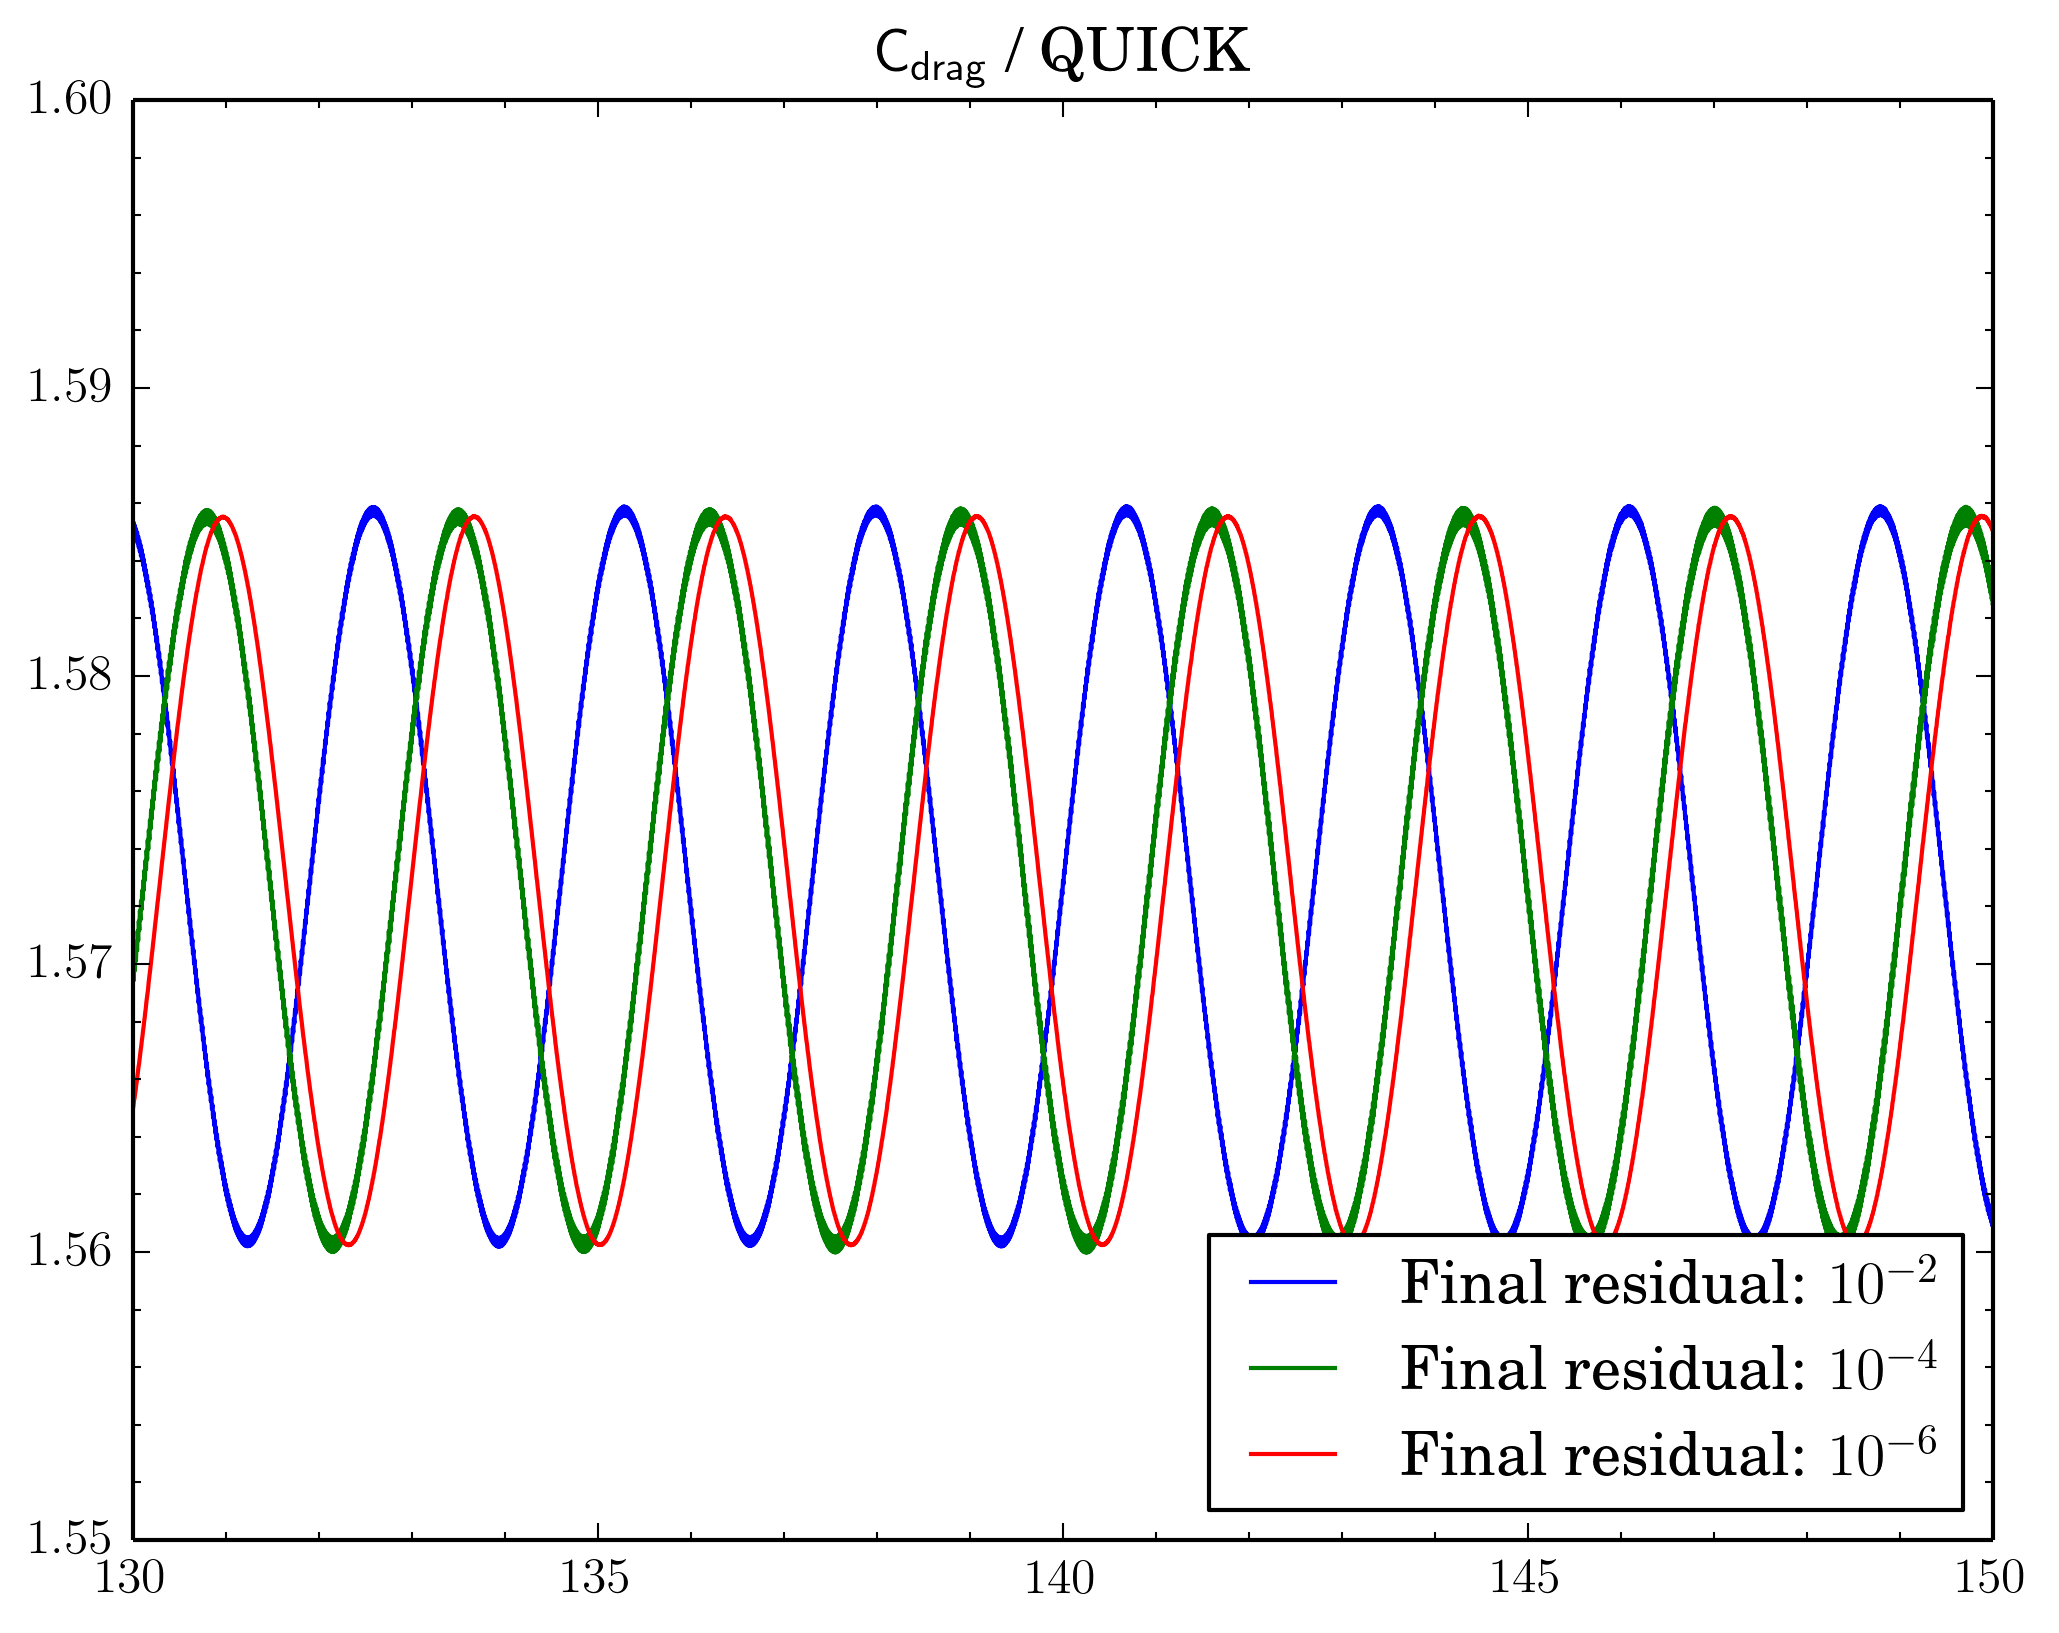 C_drag / QUICK
1.60
1.59
1.58
1.57
1.56
1.55
130 135 140 145 150
Final residual: 10⁻²
Final residual: 10⁻⁴
Final residual: 10⁻⁶